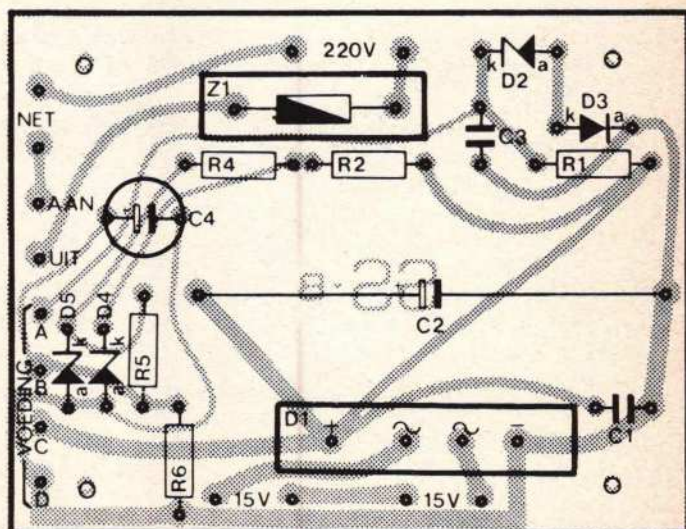 220V
k
D2
a
Z1
NET
k
D3
a
C3
R4
R2
R1
AAN
C4
UIT
B-53
C2
A
D5
k
D4
k
R5
VOEDING
B
a
a
D1
C
+
~
~
−
C1
R6
D
15V
15V